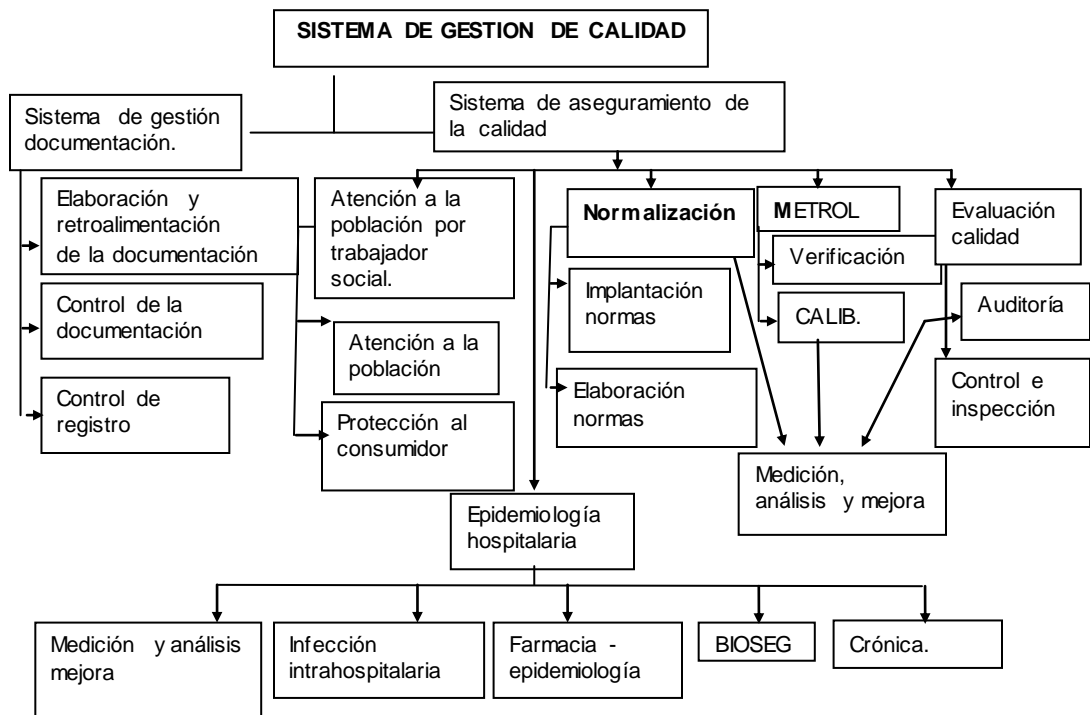 SISTEMA DE GESTION DE CALIDAD
Sistema de gestión
documentación.
Sistema de aseguramiento de
la calidad
Elaboración y
retroalimentación
de la documentación
Control de la
documentación
Control de
registro
Atención a la
población por
trabajador
social.
Atención a la
población
Protección al
consumidor
Normalización
Implantación
normas
Elaboración
normas
METROL
Verificación
CALIB.
Evaluación
calidad
Auditoría
Control e
inspección
Medición,
análisis y mejora
Epidemiología
hospitalaria
Medición y análisis
mejora
Infección
intrahospitalaria
Farmacia -
epidemiología
BIOSEG
Crónica.